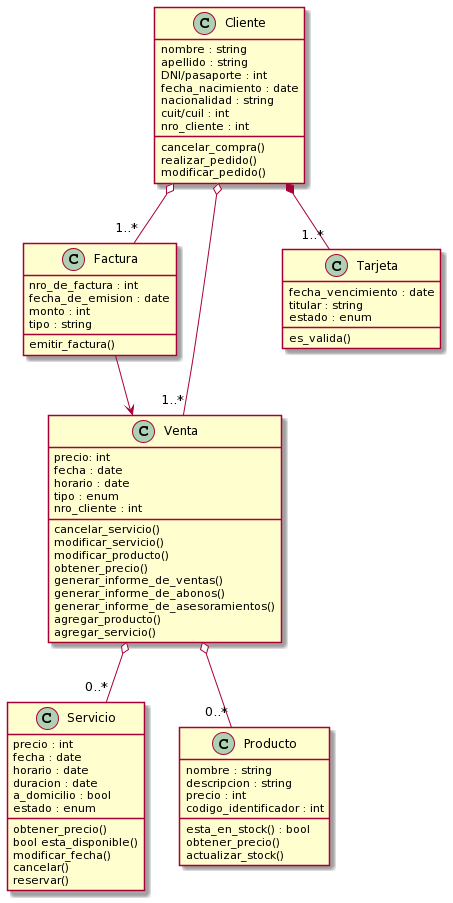 C Cliente
nombre : string
apellido : string
DNI/pasaporte : int
fecha_nacimiento : date
nacionalidad : string
cuit/cuil : int
nro_cliente : int
cancelar_compra()
realizar_pedido()
modificar_pedido()
1..*
1..*
C Factura
nro_de_factura : int
fecha_de_emision : date
monto : int
tipo : string
emitir_factura()
C Tarjeta
fecha_vencimiento : date
titular : string
estado : enum
es_valida()
1..*
C Venta
precio: int
fecha : date
horario : date
tipo : enum
nro_cliente : int
cancelar_servicio()
modificar_servicio()
modificar_producto()
obtener_precio()
generar_informe_de_ventas()
generar_informe_de_abonos()
generar_informe_de_asesoramientos()
agregar_producto()
agregar_servicio()
0..*
0..*
C Servicio
precio : int
fecha : date
horario : date
duracion : date
a_domicilio : bool
estado : enum
obtener_precio()
bool esta_disponible()
modificar_fecha()
cancelar()
reservar()
C Producto
nombre : string
descripcion : string
precio : int
codigo_identificador : int
esta_en_stock() : bool
obtener_precio()
actualizar_stock()